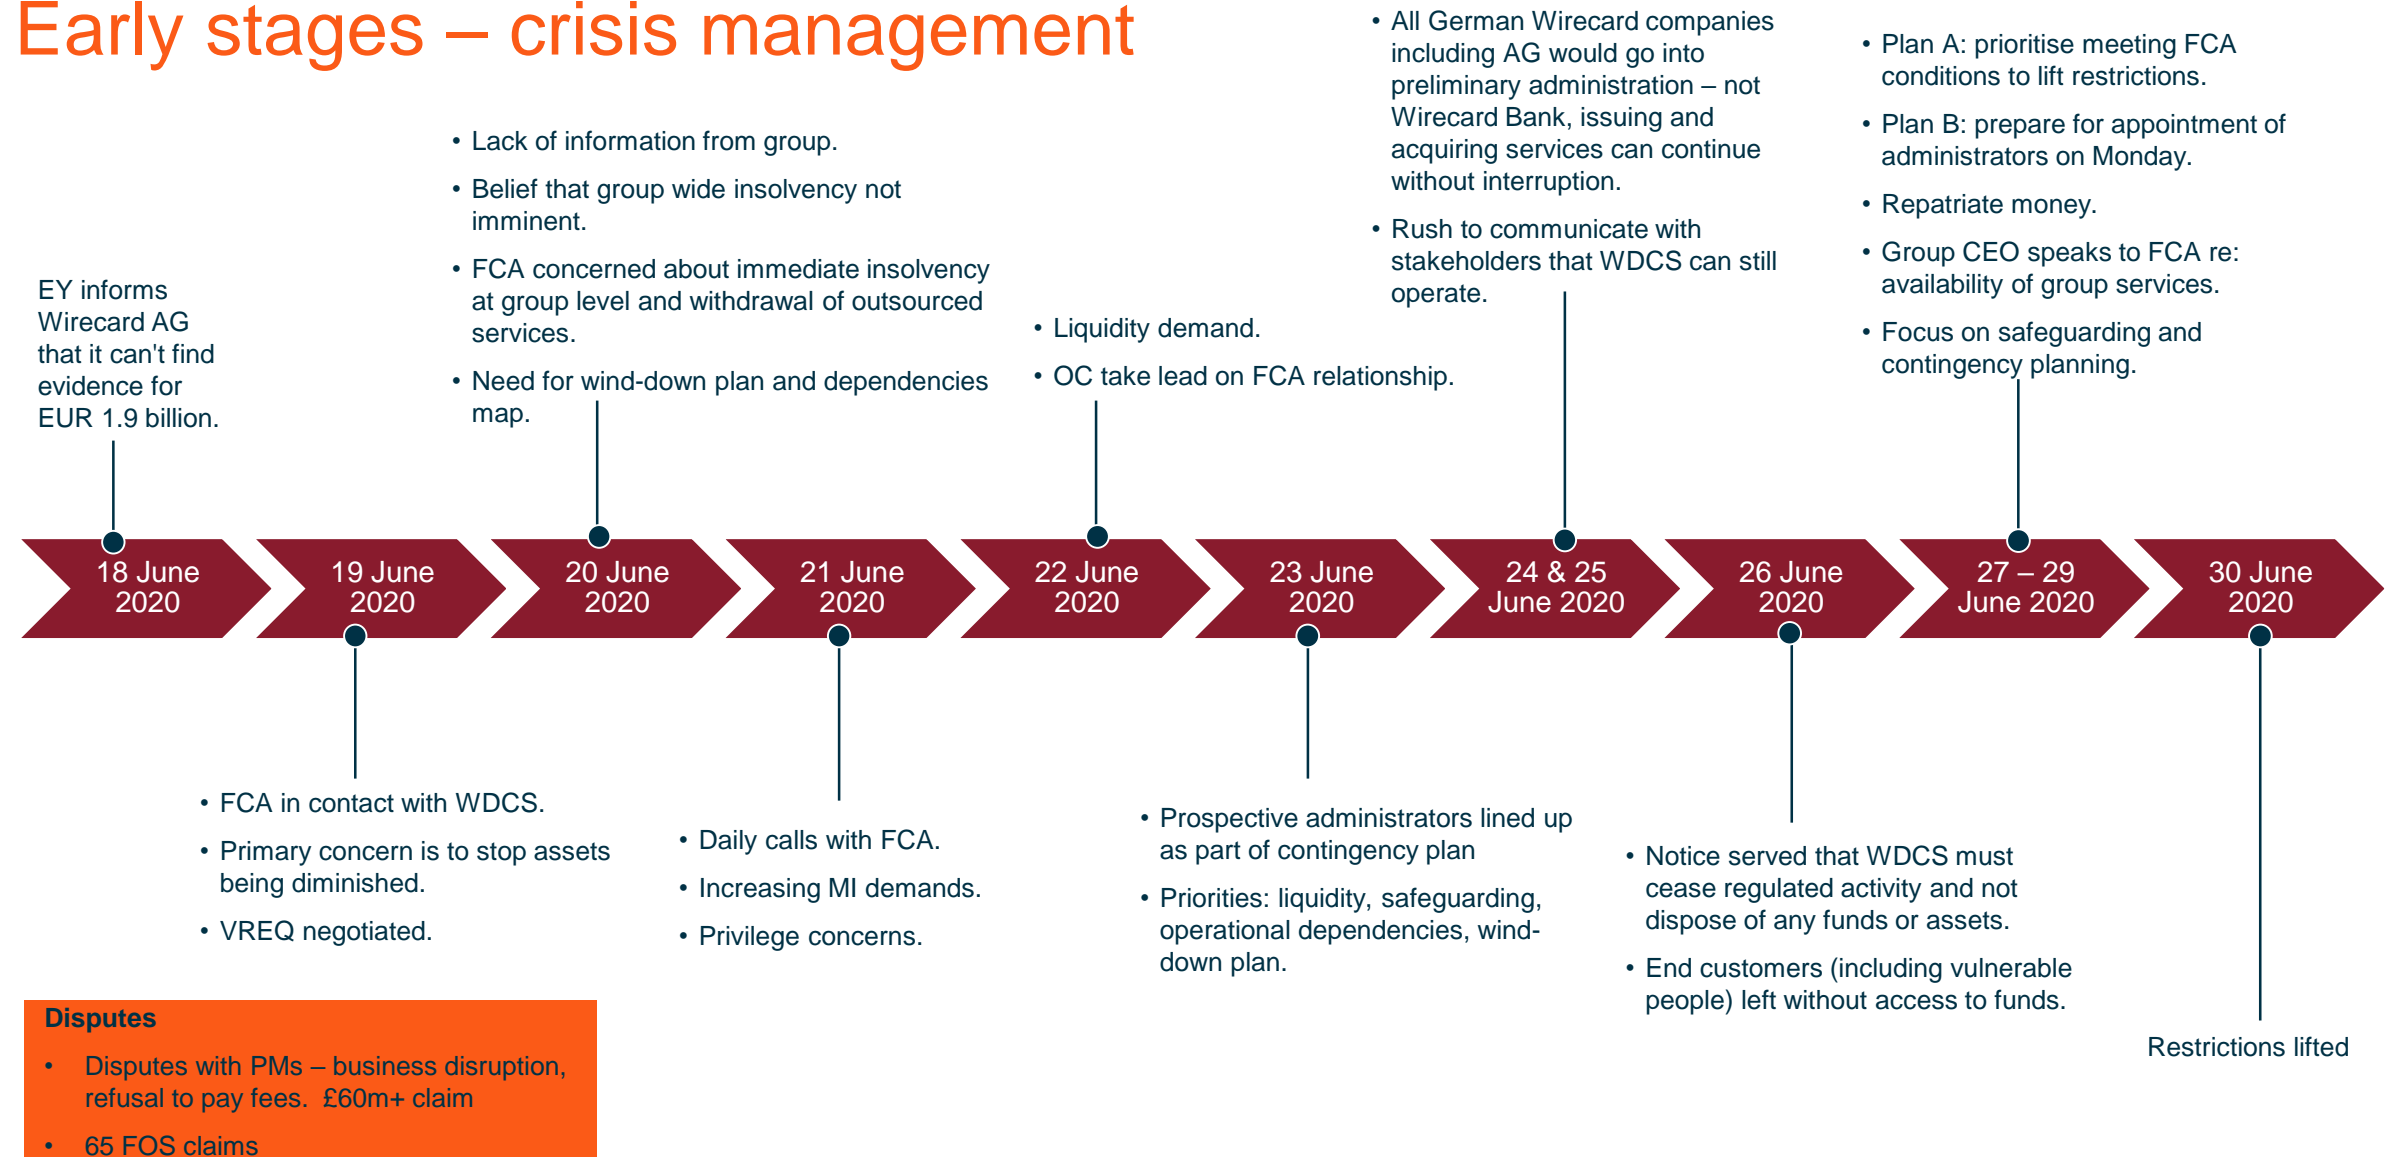 Early stages – crisis management
EY informs
Wirecard AG
that it can't find
evidence for
EUR 1.9 billion.
• Lack of information from group.
• Belief that group wide insolvency not
imminent.
• FCA concerned about immediate insolvency
at group level and withdrawal of outsourced
services.
• Need for wind-down plan and dependencies
map.
• Liquidity demand.
• OC take lead on FCA relationship.
• All German Wirecard companies
including AG would go into
preliminary administration – not
Wirecard Bank, issuing and
acquiring services can continue
without interruption.
• Rush to communicate with
stakeholders that WDCS can still
operate.
• Plan A: prioritise meeting FCA
conditions to lift restrictions.
• Plan B: prepare for appointment of
administrators on Monday.
• Repatriate money.
• Group CEO speaks to FCA re:
availability of group services.
• Focus on safeguarding and
contingency planning.
18 June
2020
19 June
2020
20 June
2020
21 June
2020
22 June
2020
23 June
2020
24 & 25
June 2020
26 June
2020
27 – 29
June 2020
30 June
2020
• FCA in contact with WDCS.
• Primary concern is to stop assets
being diminished.
• VREQ negotiated.
• Daily calls with FCA.
• Increasing MI demands.
• Privilege concerns.
• Prospective administrators lined up
as part of contingency plan
• Priorities: liquidity, safeguarding,
operational dependencies, wind-
down plan.
• Notice served that WDCS must
cease regulated activity and not
dispose of any funds or assets.
• End customers (including vulnerable
people) left without access to funds.
Restrictions lifted
Disputes
• Disputes with PMs – business disruption,
refusal to pay fees. £60m+ claim
• 65 FOS claims